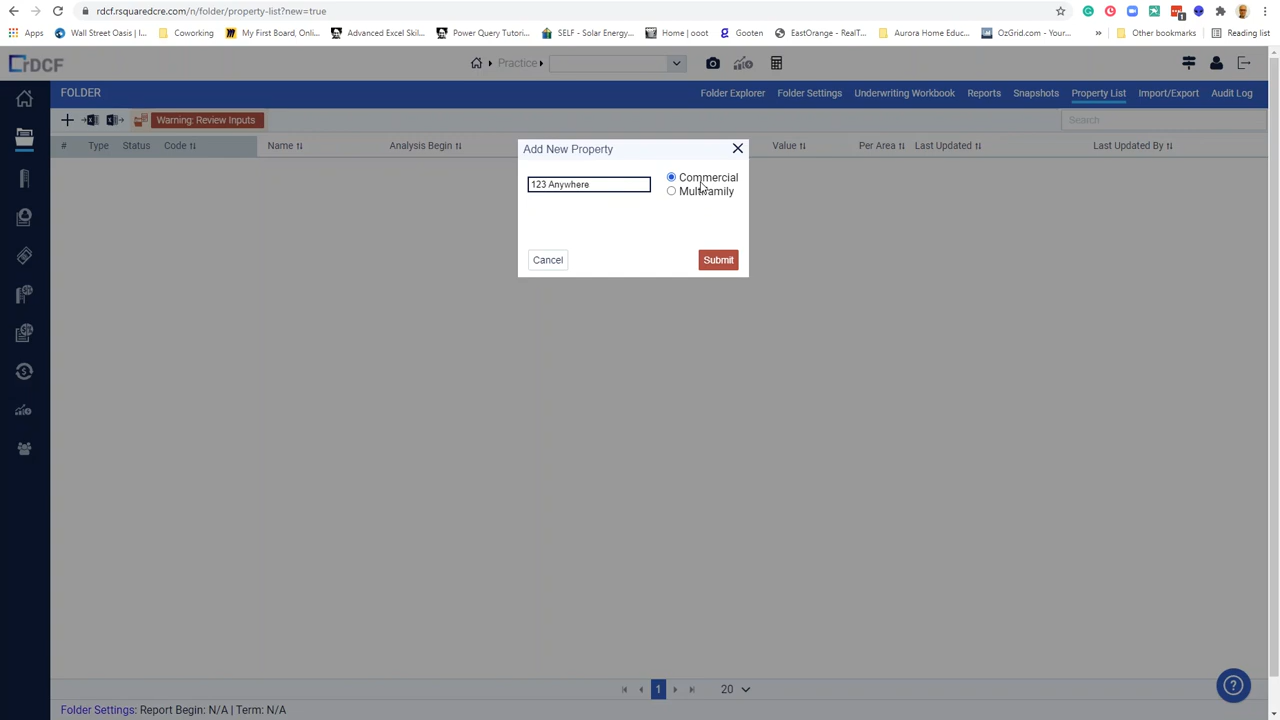 rdcf.rsquaredcre.com/n/folder/property-list?new=true
Apps Wall Street Oasis | I... Coworking My First Board, Onli... Advanced Excel Skil... Power Query Tutori... SELF - Solar Energy... Home | ooot Gooten EastOrange - RealT... Aurora Home Educ... OzGrid.com - Your... » Other bookmarks Reading list
rDCF Practice
FOLDER Folder Explorer Folder Settings Underwriting Workbook Reports Snapshots Property List Import/Export Audit Log
Warning: Review Inputs Search
# Type Status Code Name Analysis Begin Value Per Area Last Updated Last Updated By
Add New Property
123 Anywhere Commercial
Multifamily
Cancel Submit
1 20
Folder Settings: Report Begin: N/A | Term: N/A